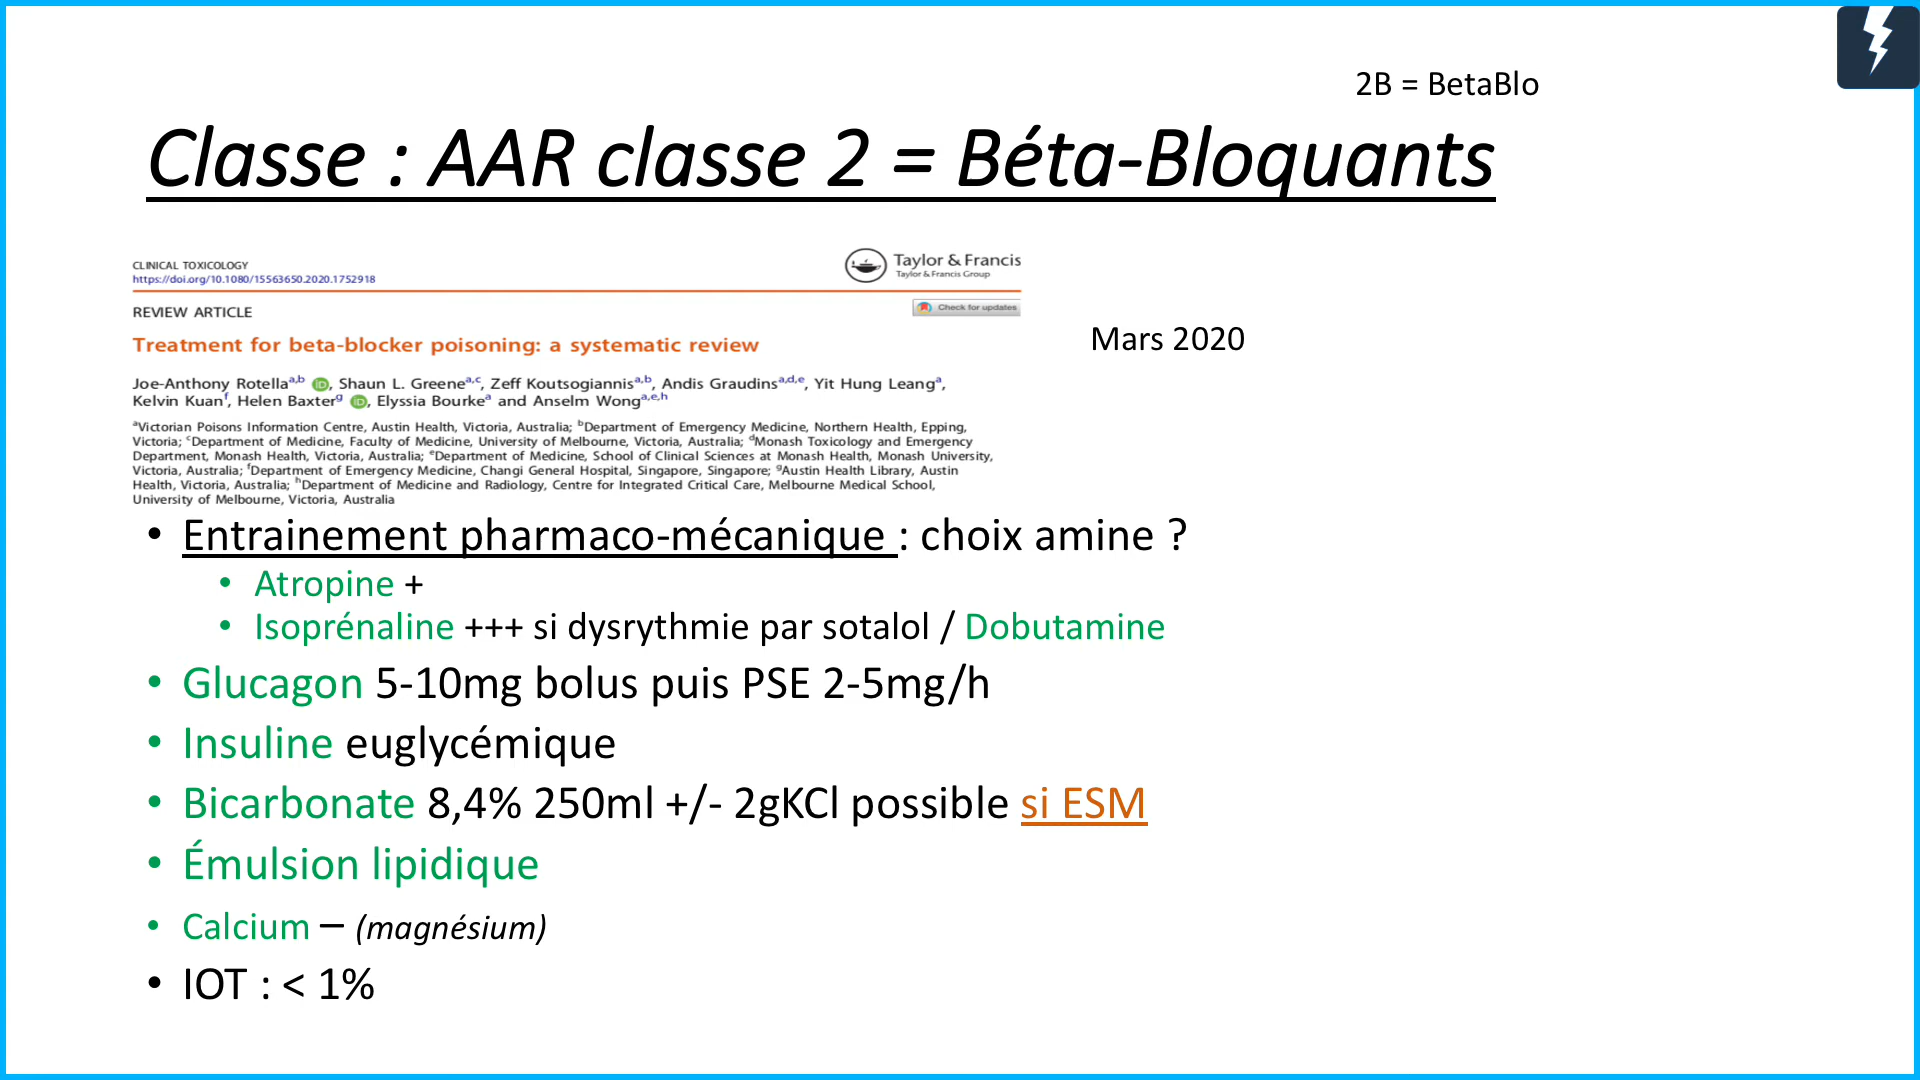 2B = BetaBlo
Classe : AAR classe 2 = Béta-Bloquants
CLINICAL TOXICOLOGY
https://doi.org/10.1080/15563650.2020.1752918
Taylor & Francis
Taylor & Francis Group
REVIEW ARTICLE
Check for updates
Treatment for beta-blocker poisoning: a systematic review
Mars 2020
Joe-Anthony Rotella^a,b, Shaun L. Greene^a,c, Zeff Koutsogiannis^a,b, Andis Graudins^a,d,e, Yit Hung Leang^a,
Kelvin Kuan^f, Helen Baxter^g, Elyssia Bourke^a and Anselm Wong^a,e,h
^aVictorian Poisons Information Centre, Austin Health, Victoria, Australia; ^bDepartment of Emergency Medicine, Northern Health, Epping,
Victoria; ^cDepartment of Medicine, Faculty of Medicine, University of Melbourne, Victoria, Australia; ^dMonash Toxicology and Emergency
Department, Monash Health, Victoria, Australia; ^eDepartment of Medicine, School of Clinical Sciences at Monash Health, Monash University,
Victoria, Australia; ^fDepartment of Emergency Medicine, Changi General Hospital, Singapore, Singapore; ^gAustin Health Library, Austin
Health, Victoria, Australia; ^hDepartment of Medicine and Radiology, Centre for Integrated Critical Care, Melbourne Medical School,
University of Melbourne, Victoria, Australia
• Entrainement pharmaco-mécanique : choix amine ?
• Atropine +
• Isoprénaline +++ si dysrythmie par sotalol / Dobutamine
• Glucagon 5-10mg bolus puis PSE 2-5mg/h
• Insuline euglycémique
• Bicarbonate 8,4% 250ml +/- 2gKCl possible si ESM
• Émulsion lipidique
• Calcium – (magnésium)
• IOT : < 1%